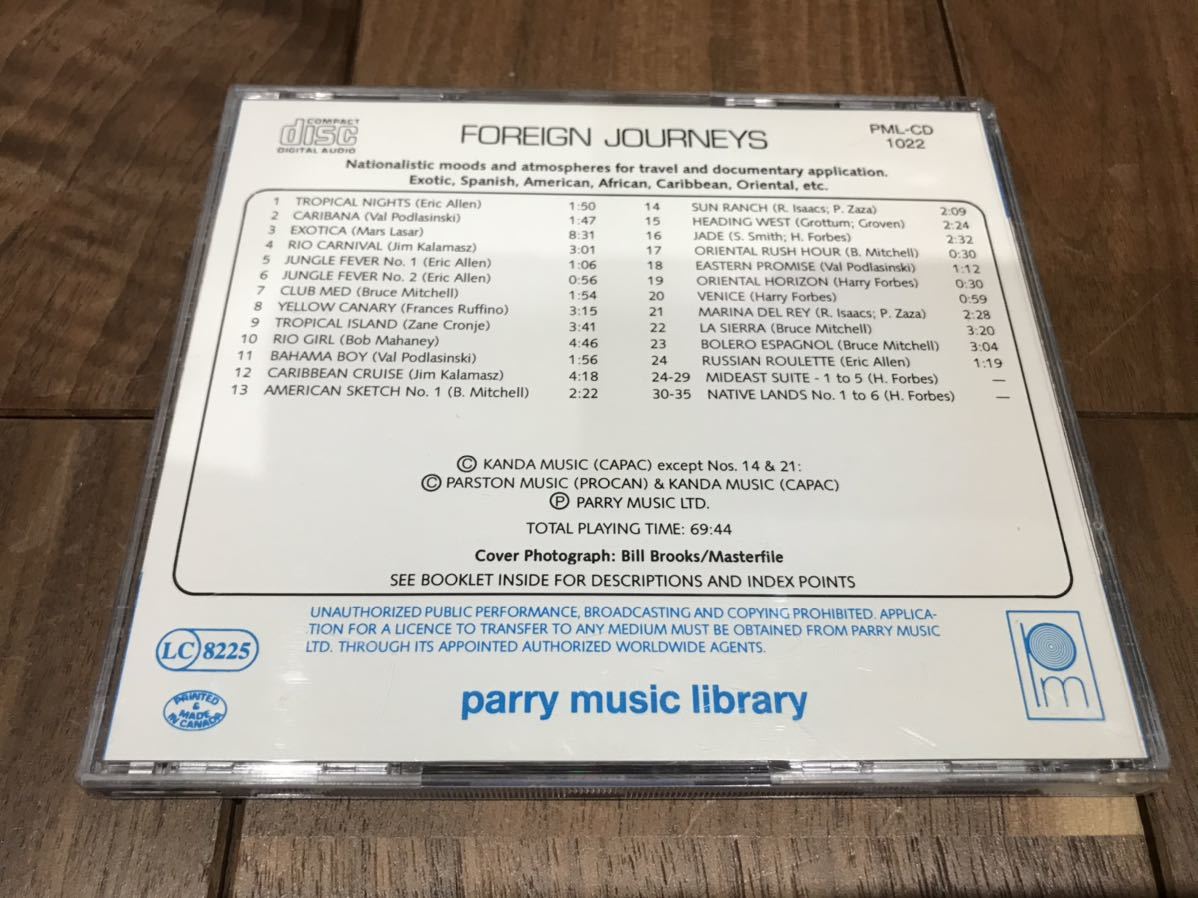 COMPACT
disc
DIGITAL AUDIO
FOREIGN JOURNEYS
PML-CD
1022
Nationalistic moods and atmospheres for travel and documentary application.
Exotic, Spanish, American, African, Caribbean, Oriental, etc.
1 TROPICAL NIGHTS (Eric Allen) 1:50
2 CARIBANA (Val Podlasinski) 1:47
3 EXOTICA (Mars Lasar) 8:31
4 RIO CARNIVAL (Jim Kalamasz) 3:01
5 JUNGLE FEVER No. 1 (Eric Allen) 1:06
6 JUNGLE FEVER No. 2 (Eric Allen) 0:56
7 CLUB MED (Bruce Mitchell) 1:54
8 YELLOW CANARY (Frances Ruffino) 3:15
9 TROPICAL ISLAND (Zane Cronje) 3:41
10 RIO GIRL (Bob Mahaney) 4:46
11 BAHAMA BOY (Val Podlasinski) 1:56
12 CARIBBEAN CRUISE (Jim Kalamasz) 4:18
13 AMERICAN SKETCH No. 1 (B. Mitchell) 2:22
14 SUN RANCH (R. Isaacs; P. Zaza) 2:09
15 HEADING WEST (Grottum; Groven) 2:24
16 JADE (S. Smith; H. Forbes) 2:32
17 ORIENTAL RUSH HOUR (B. Mitchell) 0:30
18 EASTERN PROMISE (Val Podlasinski) 1:12
19 ORIENTAL HORIZON (Harry Forbes) 0:30
20 VENICE (Harry Forbes) 0:59
21 MARINA DEL REY (R. Isaacs; P. Zaza) 2:28
22 LA SIERRA (Bruce Mitchell) 3:20
23 BOLERO ESPAGNOL (Bruce Mitchell) 3:04
24 RUSSIAN ROULETTE (Eric Allen) 1:19
24-29 MIDEAST SUITE - 1 to 5 (H. Forbes) —
30-35 NATIVE LANDS No. 1 to 6 (H. Forbes) —
© KANDA MUSIC (CAPAC) except Nos. 14 & 21:
© PARSTON MUSIC (PROCAN) & KANDA MUSIC (CAPAC)
℗ PARRY MUSIC LTD.
TOTAL PLAYING TIME: 69:44
Cover Photograph: Bill Brooks/Masterfile
SEE BOOKLET INSIDE FOR DESCRIPTIONS AND INDEX POINTS
UNAUTHORIZED PUBLIC PERFORMANCE, BROADCASTING AND COPYING PROHIBITED. APPLICA-
TION FOR A LICENCE TO TRANSFER TO ANY MEDIUM MUST BE OBTAINED FROM PARRY MUSIC
LTD. THROUGH ITS APPOINTED AUTHORIZED WORLDWIDE AGENTS.
LC 8225
PRINTED
&
MADE
IN CANADA
parry music library
pm